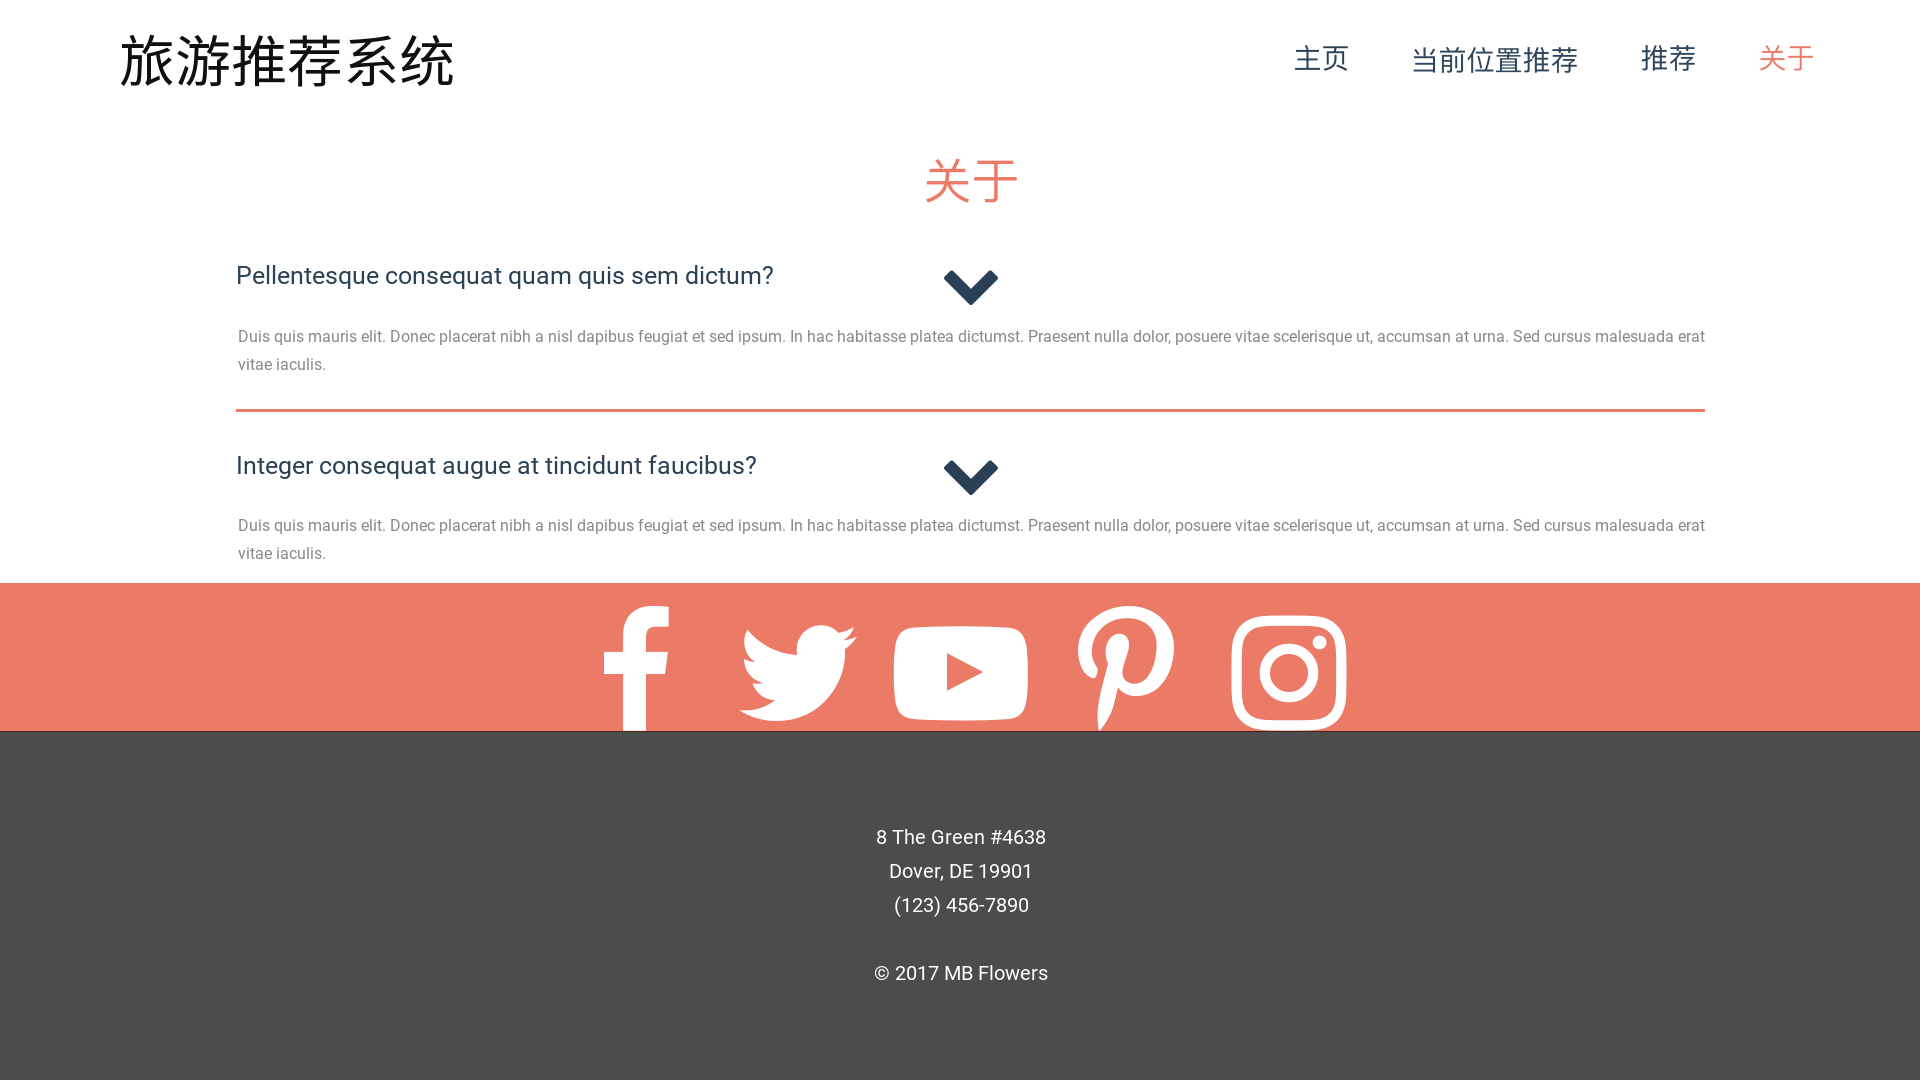 旅游推荐系统
主页
当前位置推荐
推荐
关于
关于
Pellentesque consequat quam quis sem dictum?
Duis quis mauris elit. Donec placerat nibh a nisl dapibus feugiat et sed ipsum. In hac habitasse platea dictumst. Praesent nulla dolor, posuere vitae scelerisque ut, accumsan at urna. Sed cursus malesuada erat
vitae iaculis.
Integer consequat augue at tincidunt faucibus?
Duis quis mauris elit. Donec placerat nibh a nisl dapibus feugiat et sed ipsum. In hac habitasse platea dictumst. Praesent nulla dolor, posuere vitae scelerisque ut, accumsan at urna. Sed cursus malesuada erat
vitae iaculis.
8 The Green #4638
Dover, DE 19901
(123) 456-7890
© 2017 MB Flowers